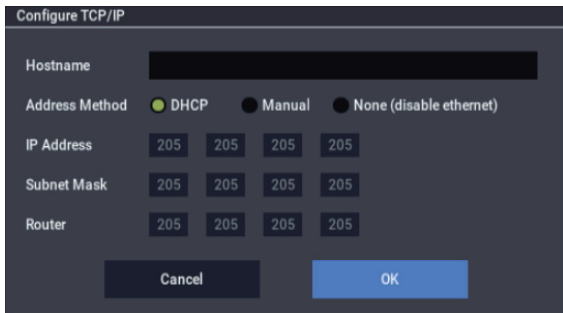 Configure TCP/IP
Hostname
Address Method DHCP Manual None (disable ethernet)
IP Address 205 205 205 205
Subnet Mask 205 205 205 205
Router 205 205 205 205
Cancel OK